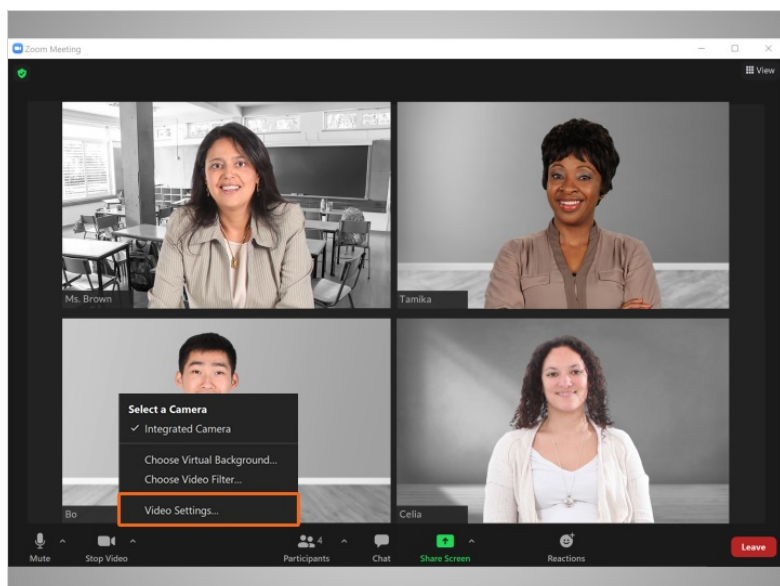 Zoom Meeting
View
Ms. Brown
Tamika
Select a Camera
✓ Integrated Camera
Choose Virtual Background...
Choose Video Filter...
Video Settings...
Bo
Celia
4
Mute
Stop Video
Participants
Chat
Share Screen
Reactions
Leave